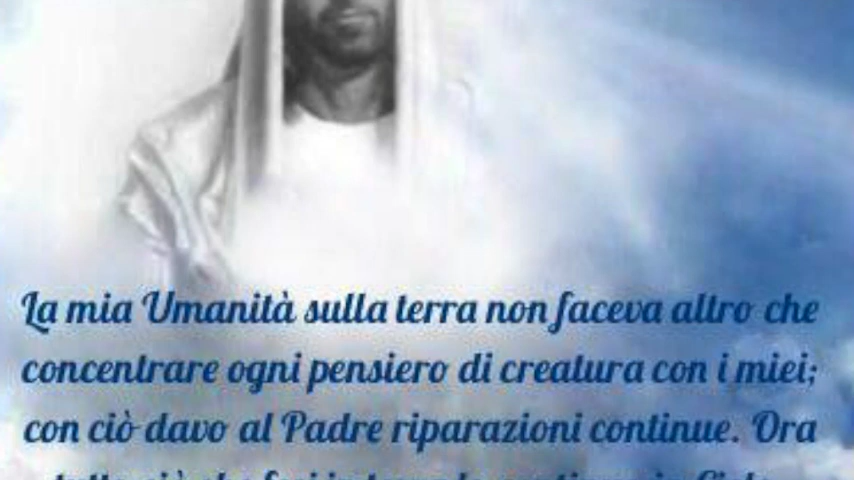 La mia Umanità sulla terra non faceva altro che
concentrare ogni pensiero di creatura con i miei;
con ciò davo al Padre riparazioni continue. Ora